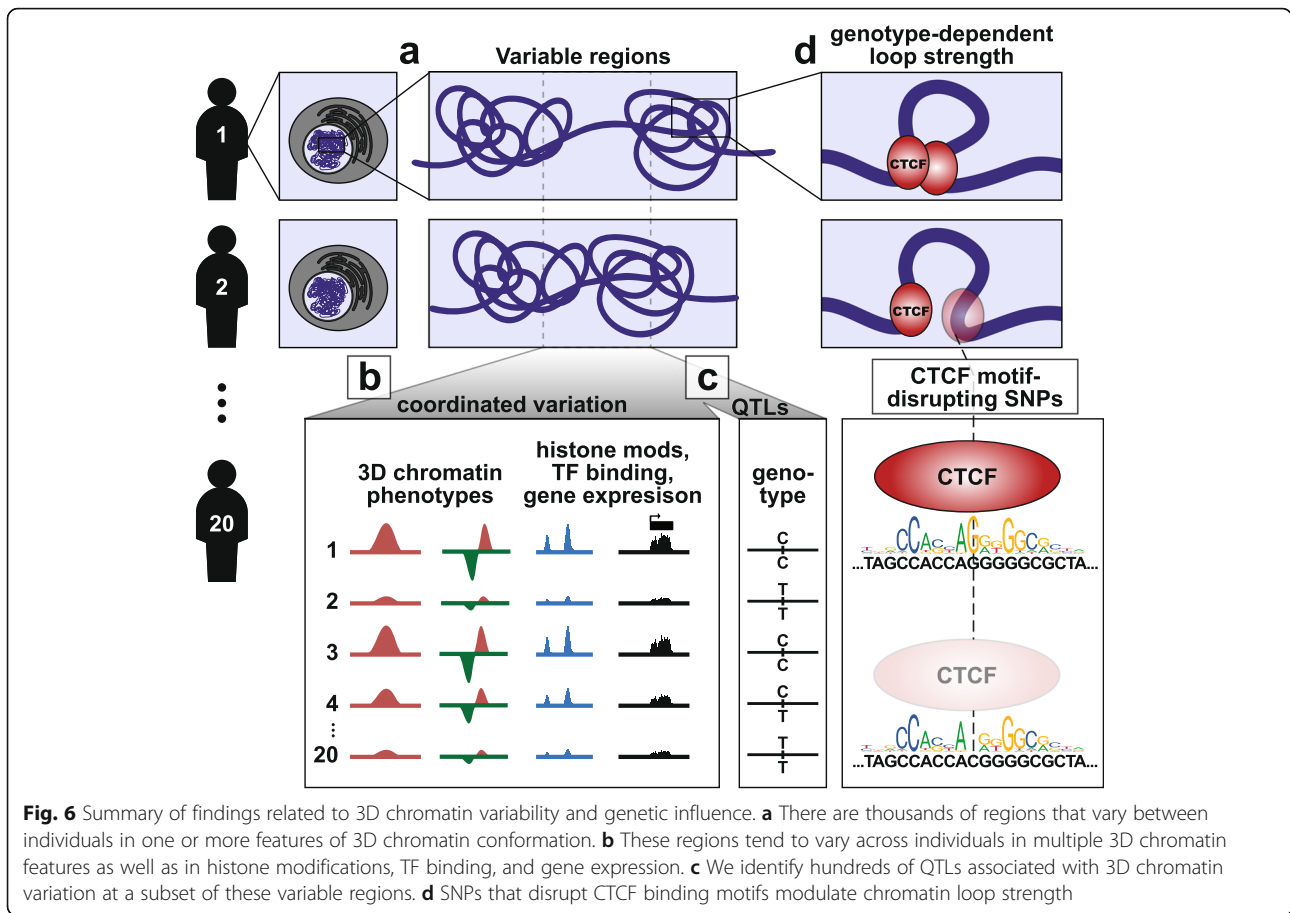 a
Variable regions
d
genotype-dependent
loop strength
1
CTCF
2
CTCF
b
c
CTCF motif-
disrupting SNPs
coordinated variation
QTLs
20
3D chromatin
phenotypes
histone mods,
TF binding,
gene expresison
geno-
type
CTCF
1
C
C
...TAGCCACCAGGGGGCGCTA...
2
T
T
3
C
C
4
C
T
20
T
T
CTCF
...TAGCCACCACGGGGCGCTA...
Fig. 6 Summary of findings related to 3D chromatin variability and genetic influence. a There are thousands of regions that vary between
individuals in one or more features of 3D chromatin conformation. b These regions tend to vary across individuals in multiple 3D chromatin
features as well as in histone modifications, TF binding, and gene expression. c We identify hundreds of QTLs associated with 3D chromatin
variation at a subset of these variable regions. d SNPs that disrupt CTCF binding motifs modulate chromatin loop strength